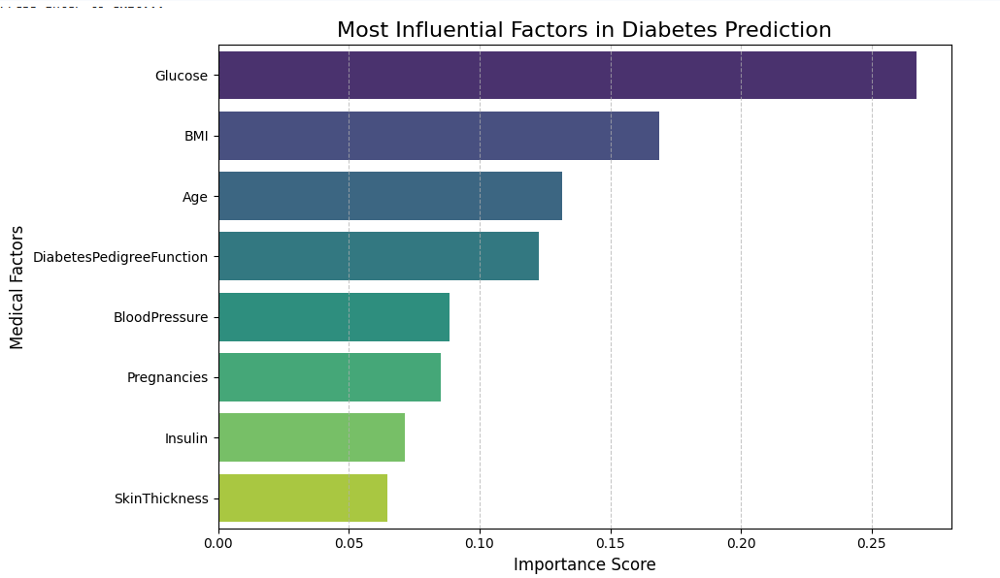 Most Influential Factors in Diabetes Prediction
Glucose
BMI
Age
DiabetesPedigreeFunction
BloodPressure
Pregnancies
Insulin
SkinThickness
Medical Factors
0.00 0.05 0.10 0.15 0.20 0.25
Importance Score